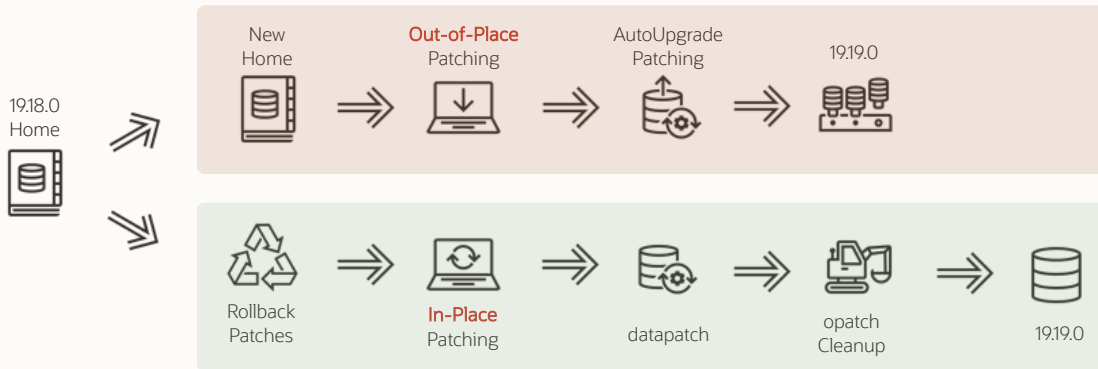 19.18.0
Home
New
Home
Out-of-Place
Patching
AutoUpgrade
Patching
19.19.0
Rollback
Patches
In-Place
Patching
datapatch
opatch
Cleanup
19.19.0